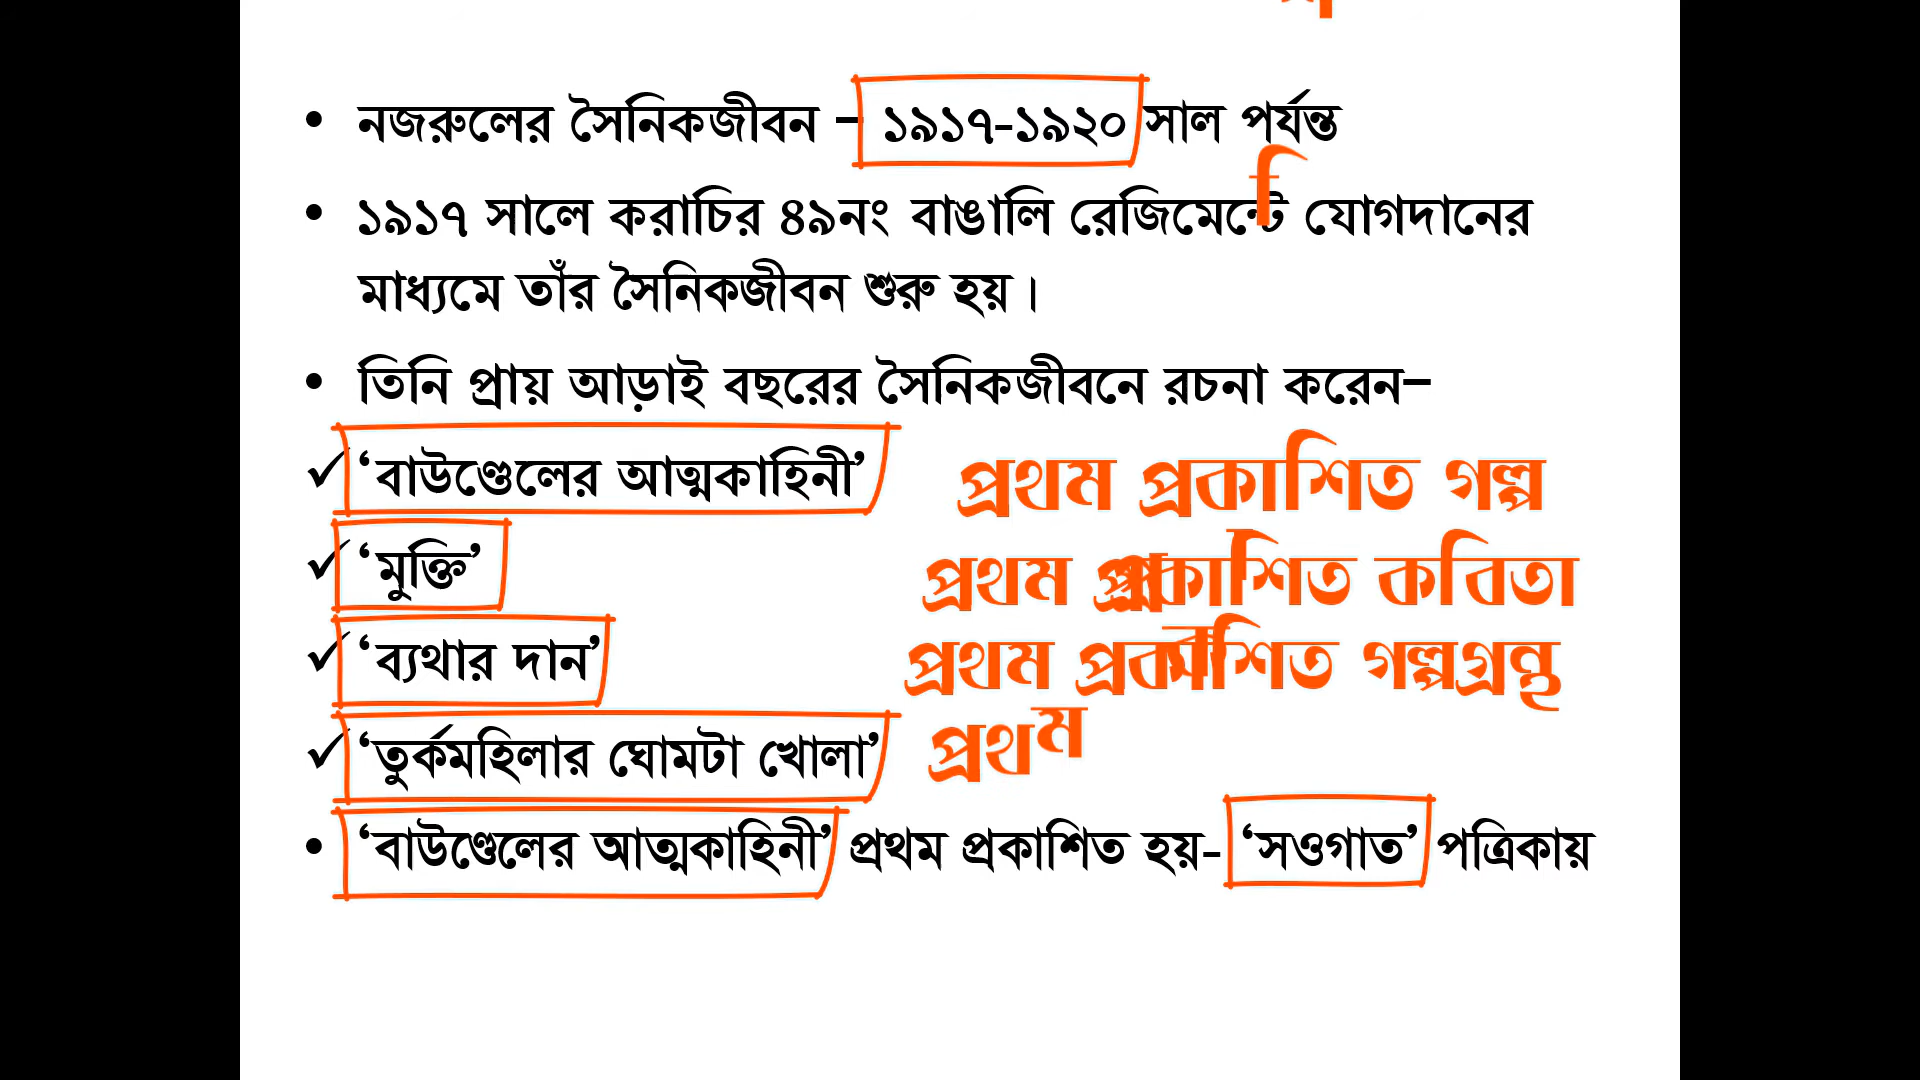 • নজরুলের সৈনিকজীবন – ১৯১৭-১৯২০ সাল পর্যন্ত
• ১৯১৭ সালে করাচির ৪৯নং বাঙালি রেজিমেন্টে যোগদানের
মাধ্যমে তাঁর সৈনিকজীবন শুরু হয়।
• তিনি প্রায় আড়াই বছরের সৈনিকজীবনে রচনা করেন–
✓ ‘বাউণ্ডেলের আত্মকাহিনী’ প্রথম প্রকাশিত গল্প
✓ ‘মুক্তি’ প্রথম প্রকাশিত কবিতা
✓ ‘ব্যথার দান’ প্রথম প্রকাশিত গল্পগ্রন্থ
✓ ‘তুর্কমহিলার ঘোমটা খোলা’ প্রথম
• ‘বাউণ্ডেলের আত্মকাহিনী’ প্রথম প্রকাশিত হয়- ‘সওগাত’ পত্রিকায়